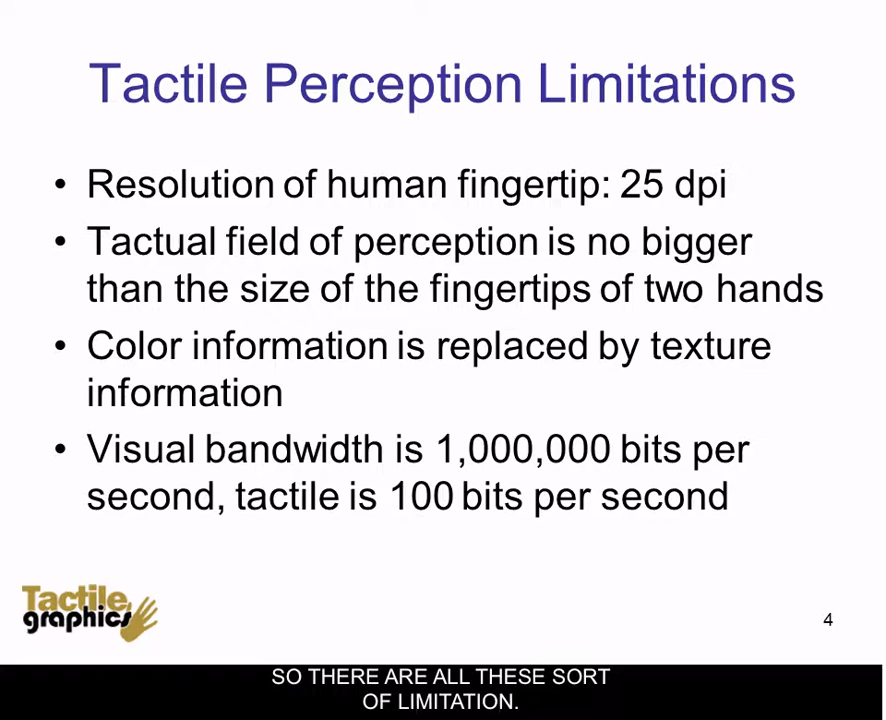 Tactile Perception Limitations
• Resolution of human fingertip: 25 dpi
• Tactual field of perception is no bigger
than the size of the fingertips of two hands
• Color information is replaced by texture
information
• Visual bandwidth is 1,000,000 bits per
second, tactile is 100 bits per second
Tactile
graphics
4
SO THERE ARE ALL THESE SORT
OF LIMITATION.